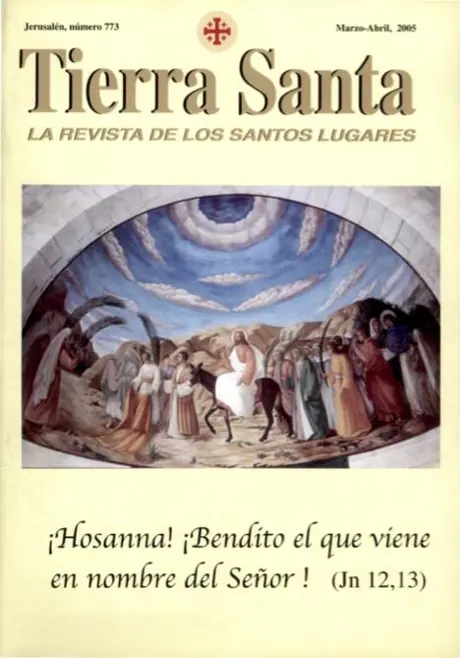 Jerusalén, número 773
Marzo-Abril, 2005
Tierra Santa
LA REVISTA DE LOS SANTOS LUGARES
¡Hosanna! ¡Bendito el que viene
en nombre del Señor ! (Jn 12,13)